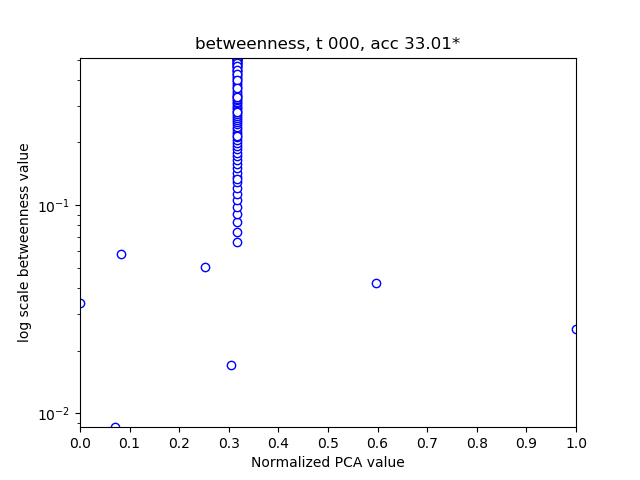 betweenness, t 000, acc 33.01*
log scale betweenness value
10⁻¹
10⁻²
0.0 0.1 0.2 0.3 0.4 0.5 0.6 0.7 0.8 0.9 1.0
Normalized PCA value